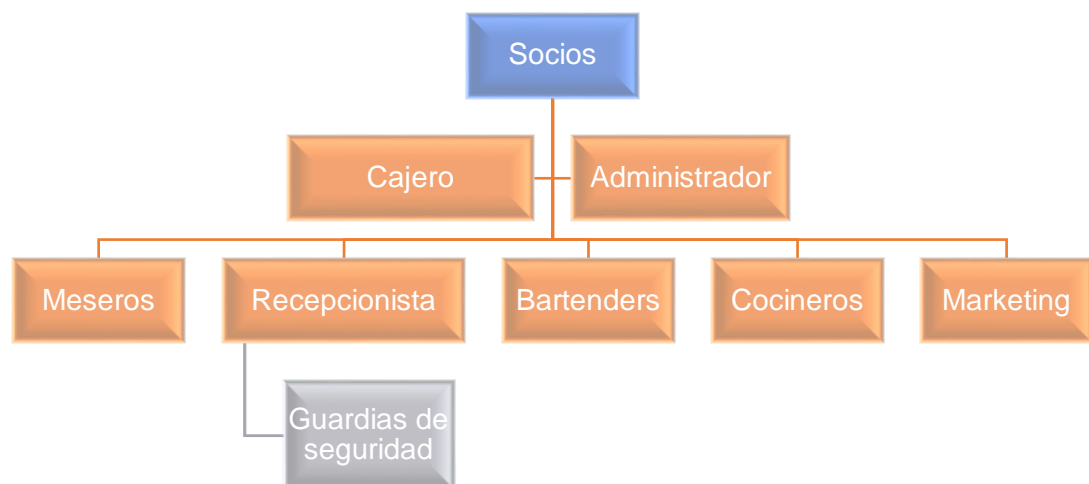 Socios
Cajero
Administrador
Meseros
Recepcionista
Bartenders
Cocineros
Marketing
Guardias de
seguridad